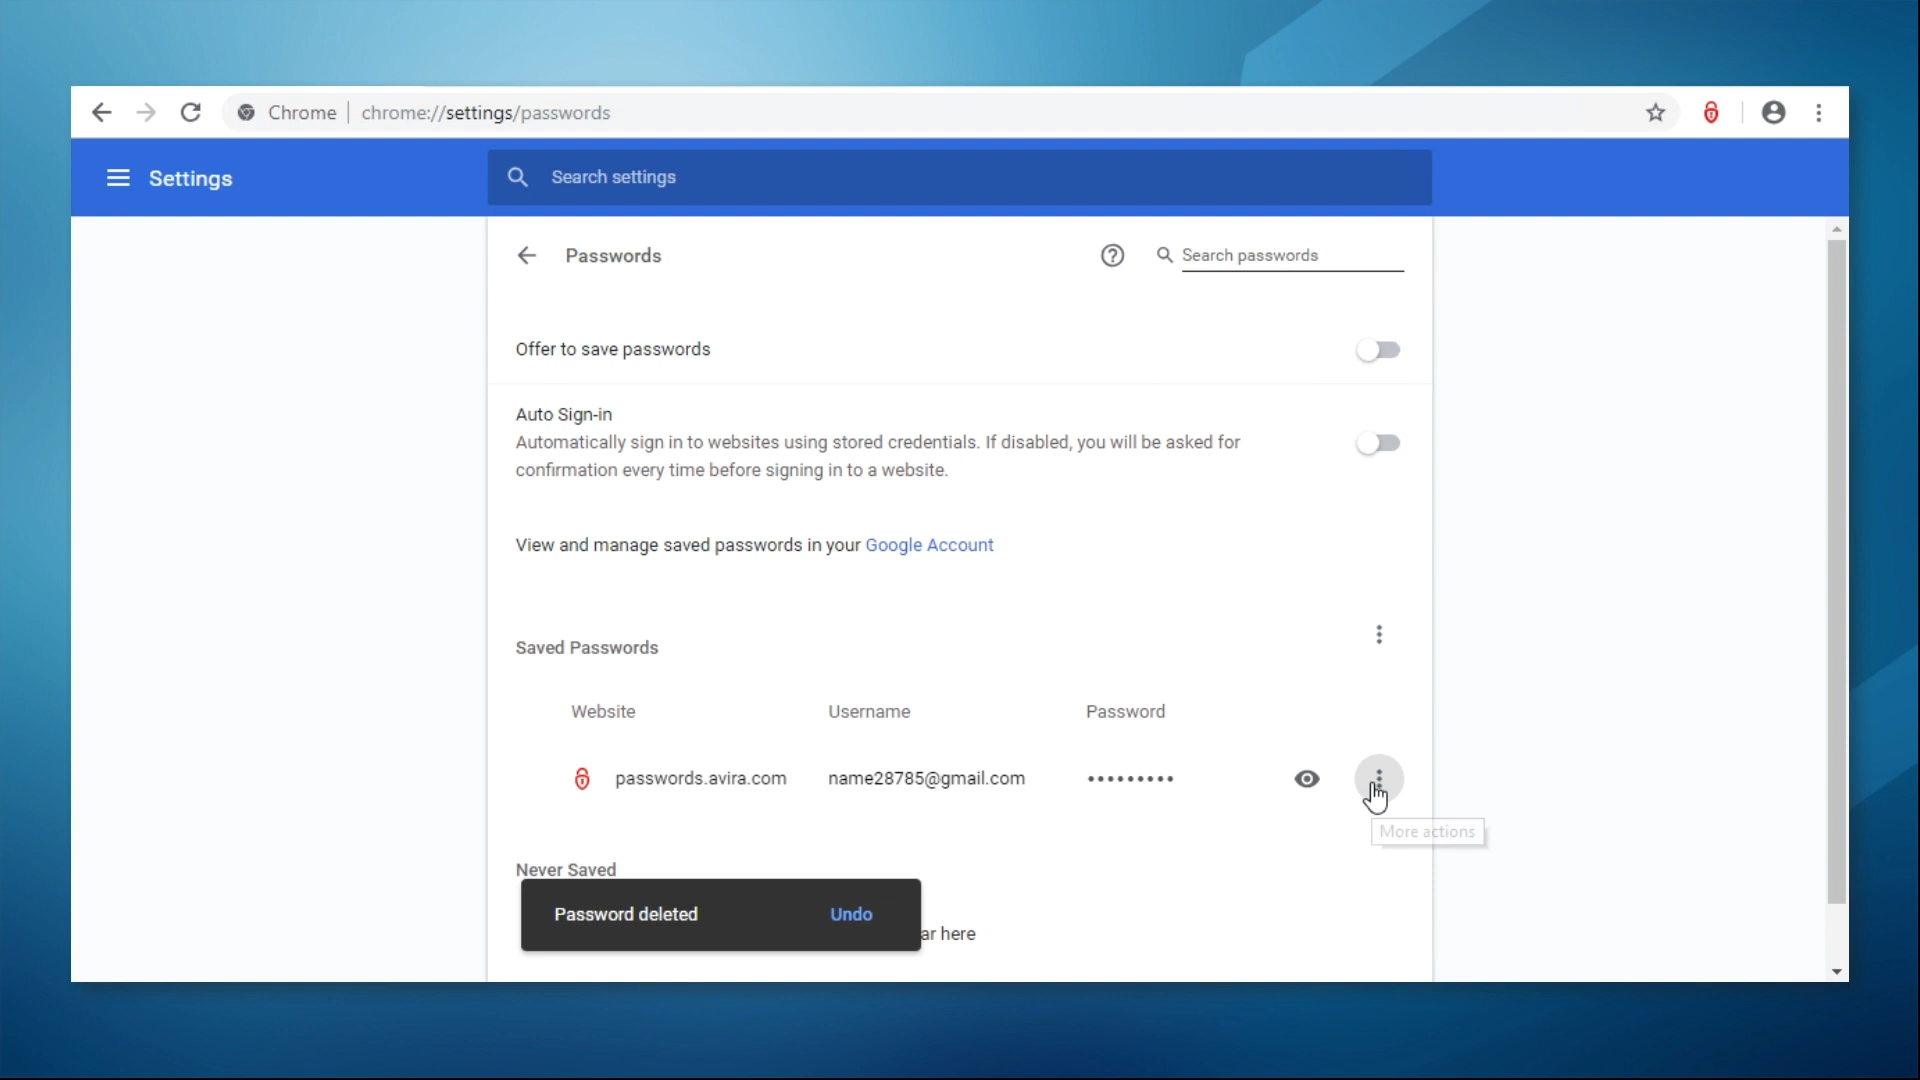 Chrome | chrome://settings/passwords
Settings
Search settings
Passwords
Search passwords
Offer to save passwords
Auto Sign-in
Automatically sign in to websites using stored credentials. If disabled, you will be asked for
confirmation every time before signing in to a website.
View and manage saved passwords in your Google Account
Saved Passwords
Website Username Password
passwords.avira.com name28785@gmail.com •••••••••
More actions
Never Saved
Password deleted Undo
ar here